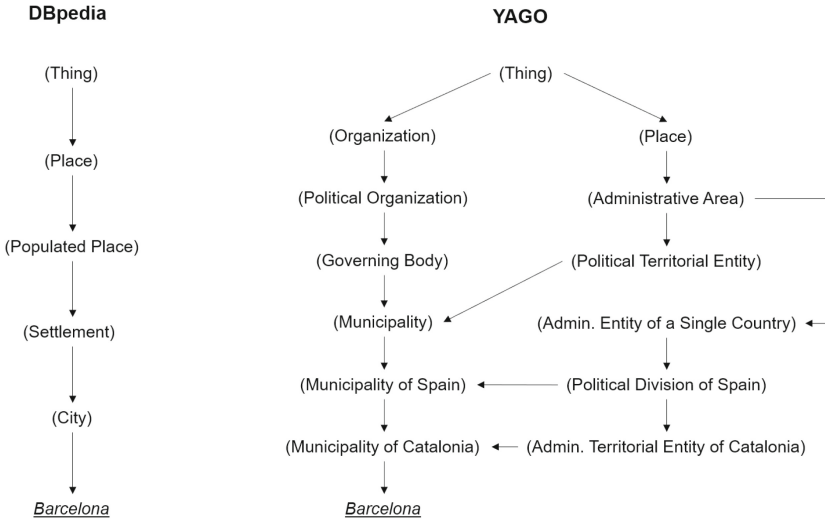 DBpedia
(Thing)
(Place)
(Populated Place)
(Settlement)
(City)
Barcelona
YAGO
(Thing)
(Organization)
(Place)
(Political Organization)
(Administrative Area)
(Governing Body)
(Political Territorial Entity)
(Municipality)
(Admin. Entity of a Single Country)
(Municipality of Spain)
(Political Division of Spain)
(Municipality of Catalonia)
(Admin. Territorial Entity of Catalonia)
Barcelona